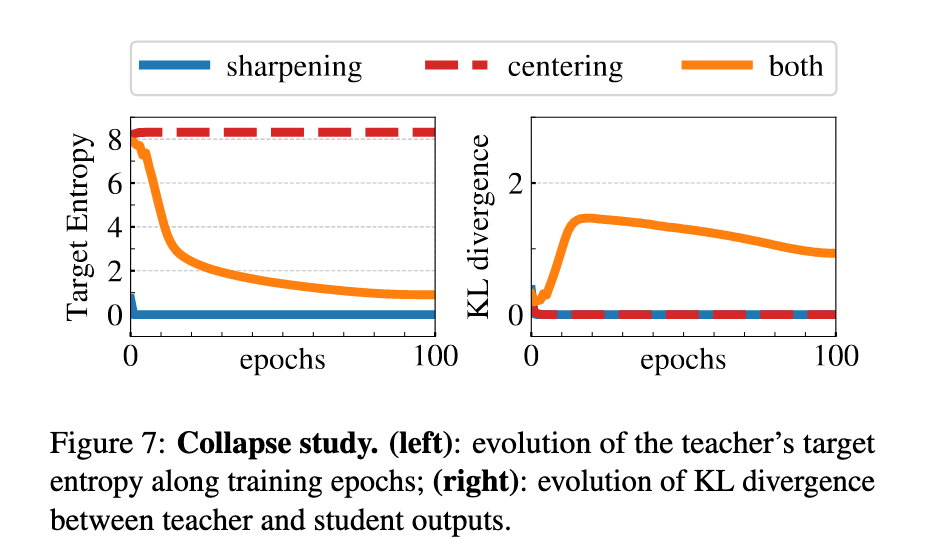 sharpening centering both
Target Entropy
8
6
4
2
0
0 epochs 100
KL divergence
2
0
0 epochs 100
Figure 7: Collapse study. (left): evolution of the teacher's target
entropy along training epochs; (right): evolution of KL divergence
between teacher and student outputs.